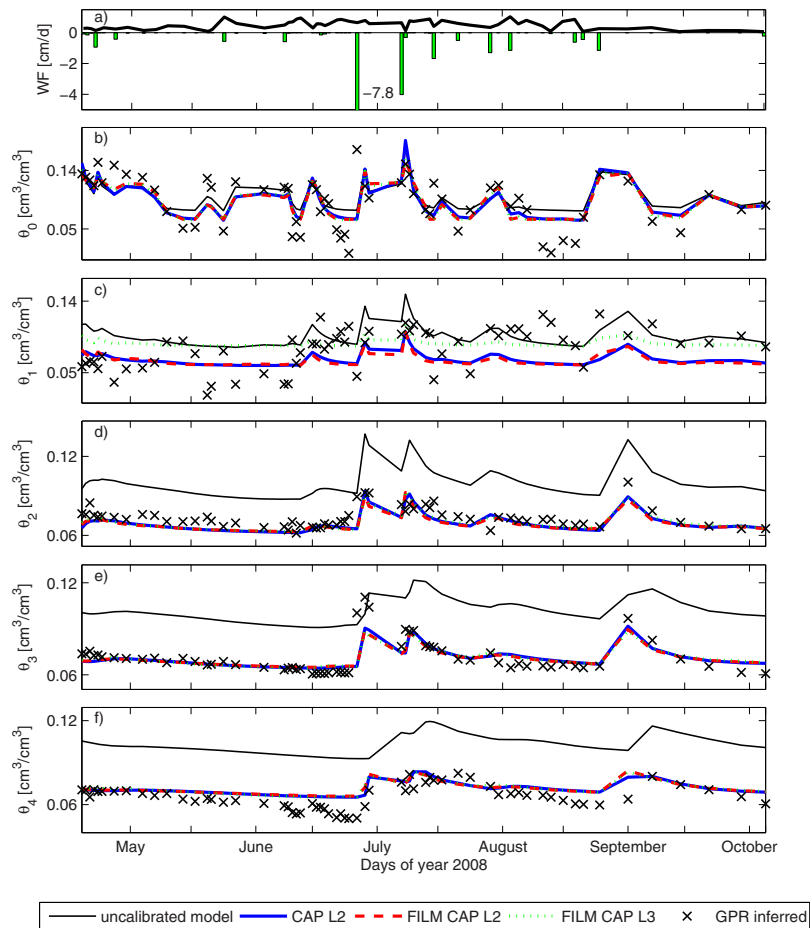 a)
WF [cm/d]
0
−2
−4
−7.8
b)
θ0 [cm3/cm3]
0.14
0.05
c)
θ1 [cm3/cm3]
0.14
0.05
d)
θ2 [cm3/cm3]
0.12
0.06
e)
θ3 [cm3/cm3]
0.12
0.06
f)
θ4 [cm3/cm3]
0.12
0.06
May June July August September October
Days of year 2008
uncalibrated model CAP L2 FILM CAP L2 FILM CAP L3 GPR inferred